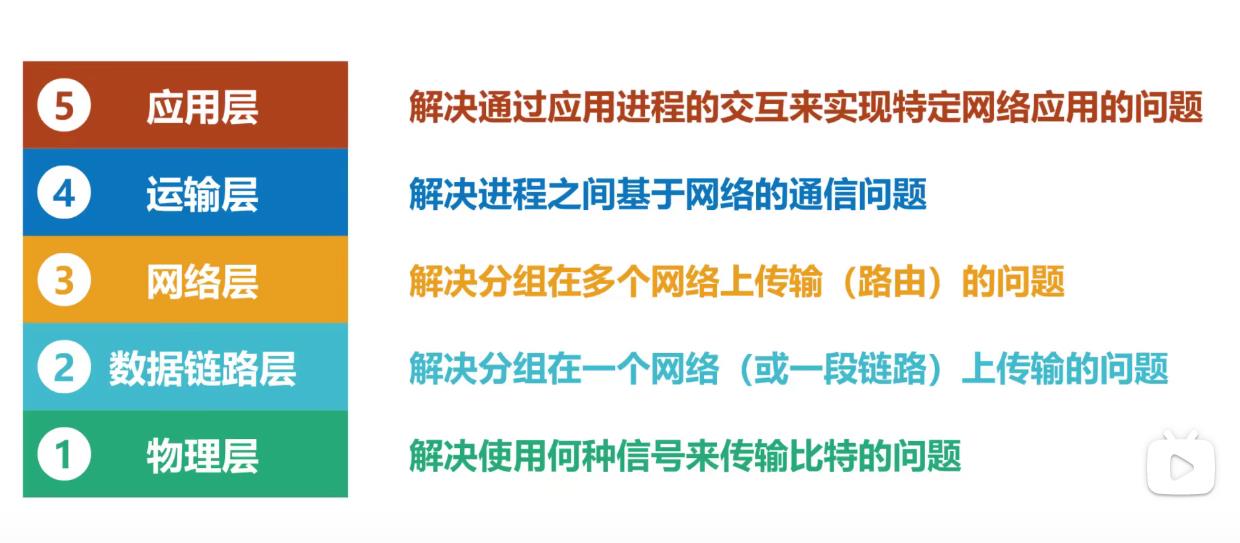 5 应用层 解决通过应用进程的交互来实现特定网络应用的问题
4 运输层 解决进程之间基于网络的通信问题
3 网络层 解决分组在多个网络上传输（路由）的问题
2 数据链路层 解决分组在一个网络（或一段链路）上传输的问题
1 物理层 解决使用何种信号来传输比特的问题